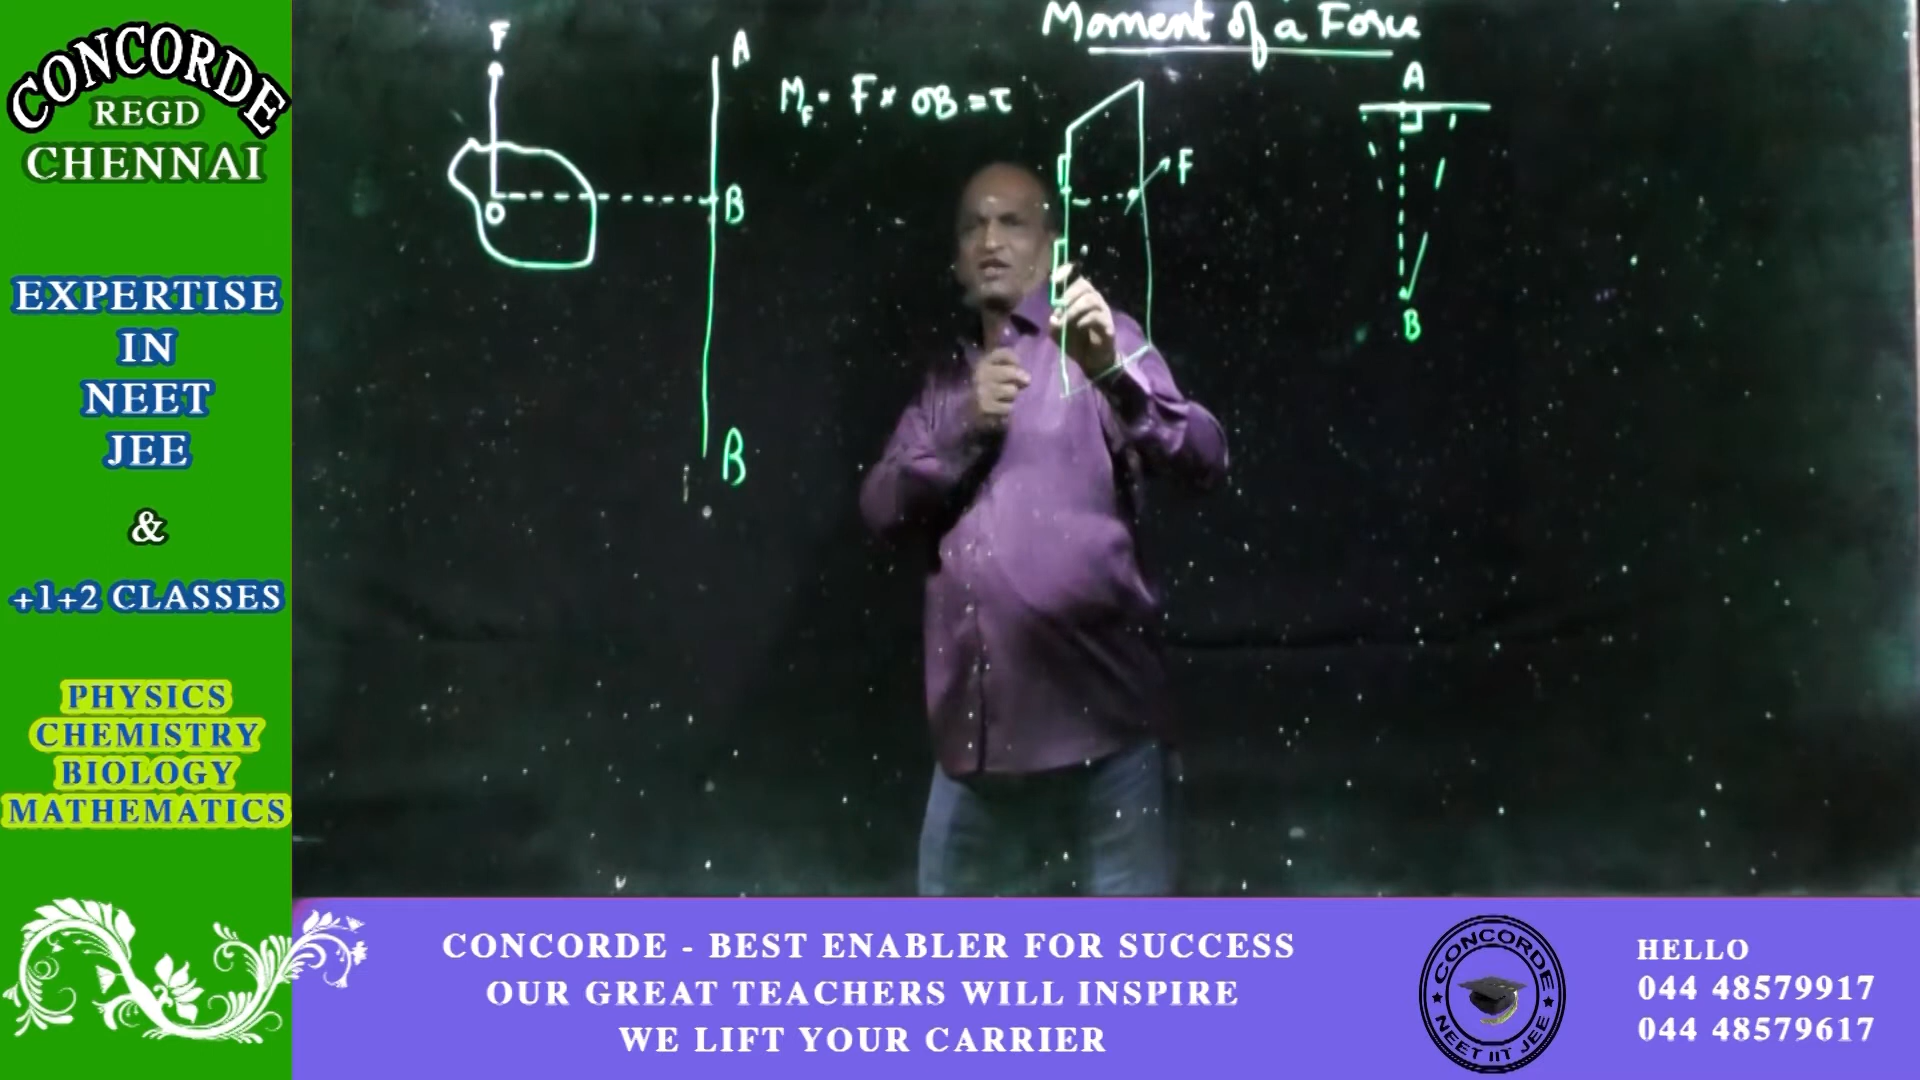 CONCORDE
REGD
CHENNAI
EXPERTISE
IN
NEET
JEE
&
+1+2 CLASSES
PHYSICS
CHEMISTRY
BIOLOGY
MATHEMATICS
Moment of a Force
F
O
A
B
B
M_F = F × OB = τ
F
A
B
CONCORDE - BEST ENABLER FOR SUCCESS
OUR GREAT TEACHERS WILL INSPIRE
WE LIFT YOUR CARRIER
CONCORDE
NEET IIT JEE
HELLO
044 48579917
044 48579617